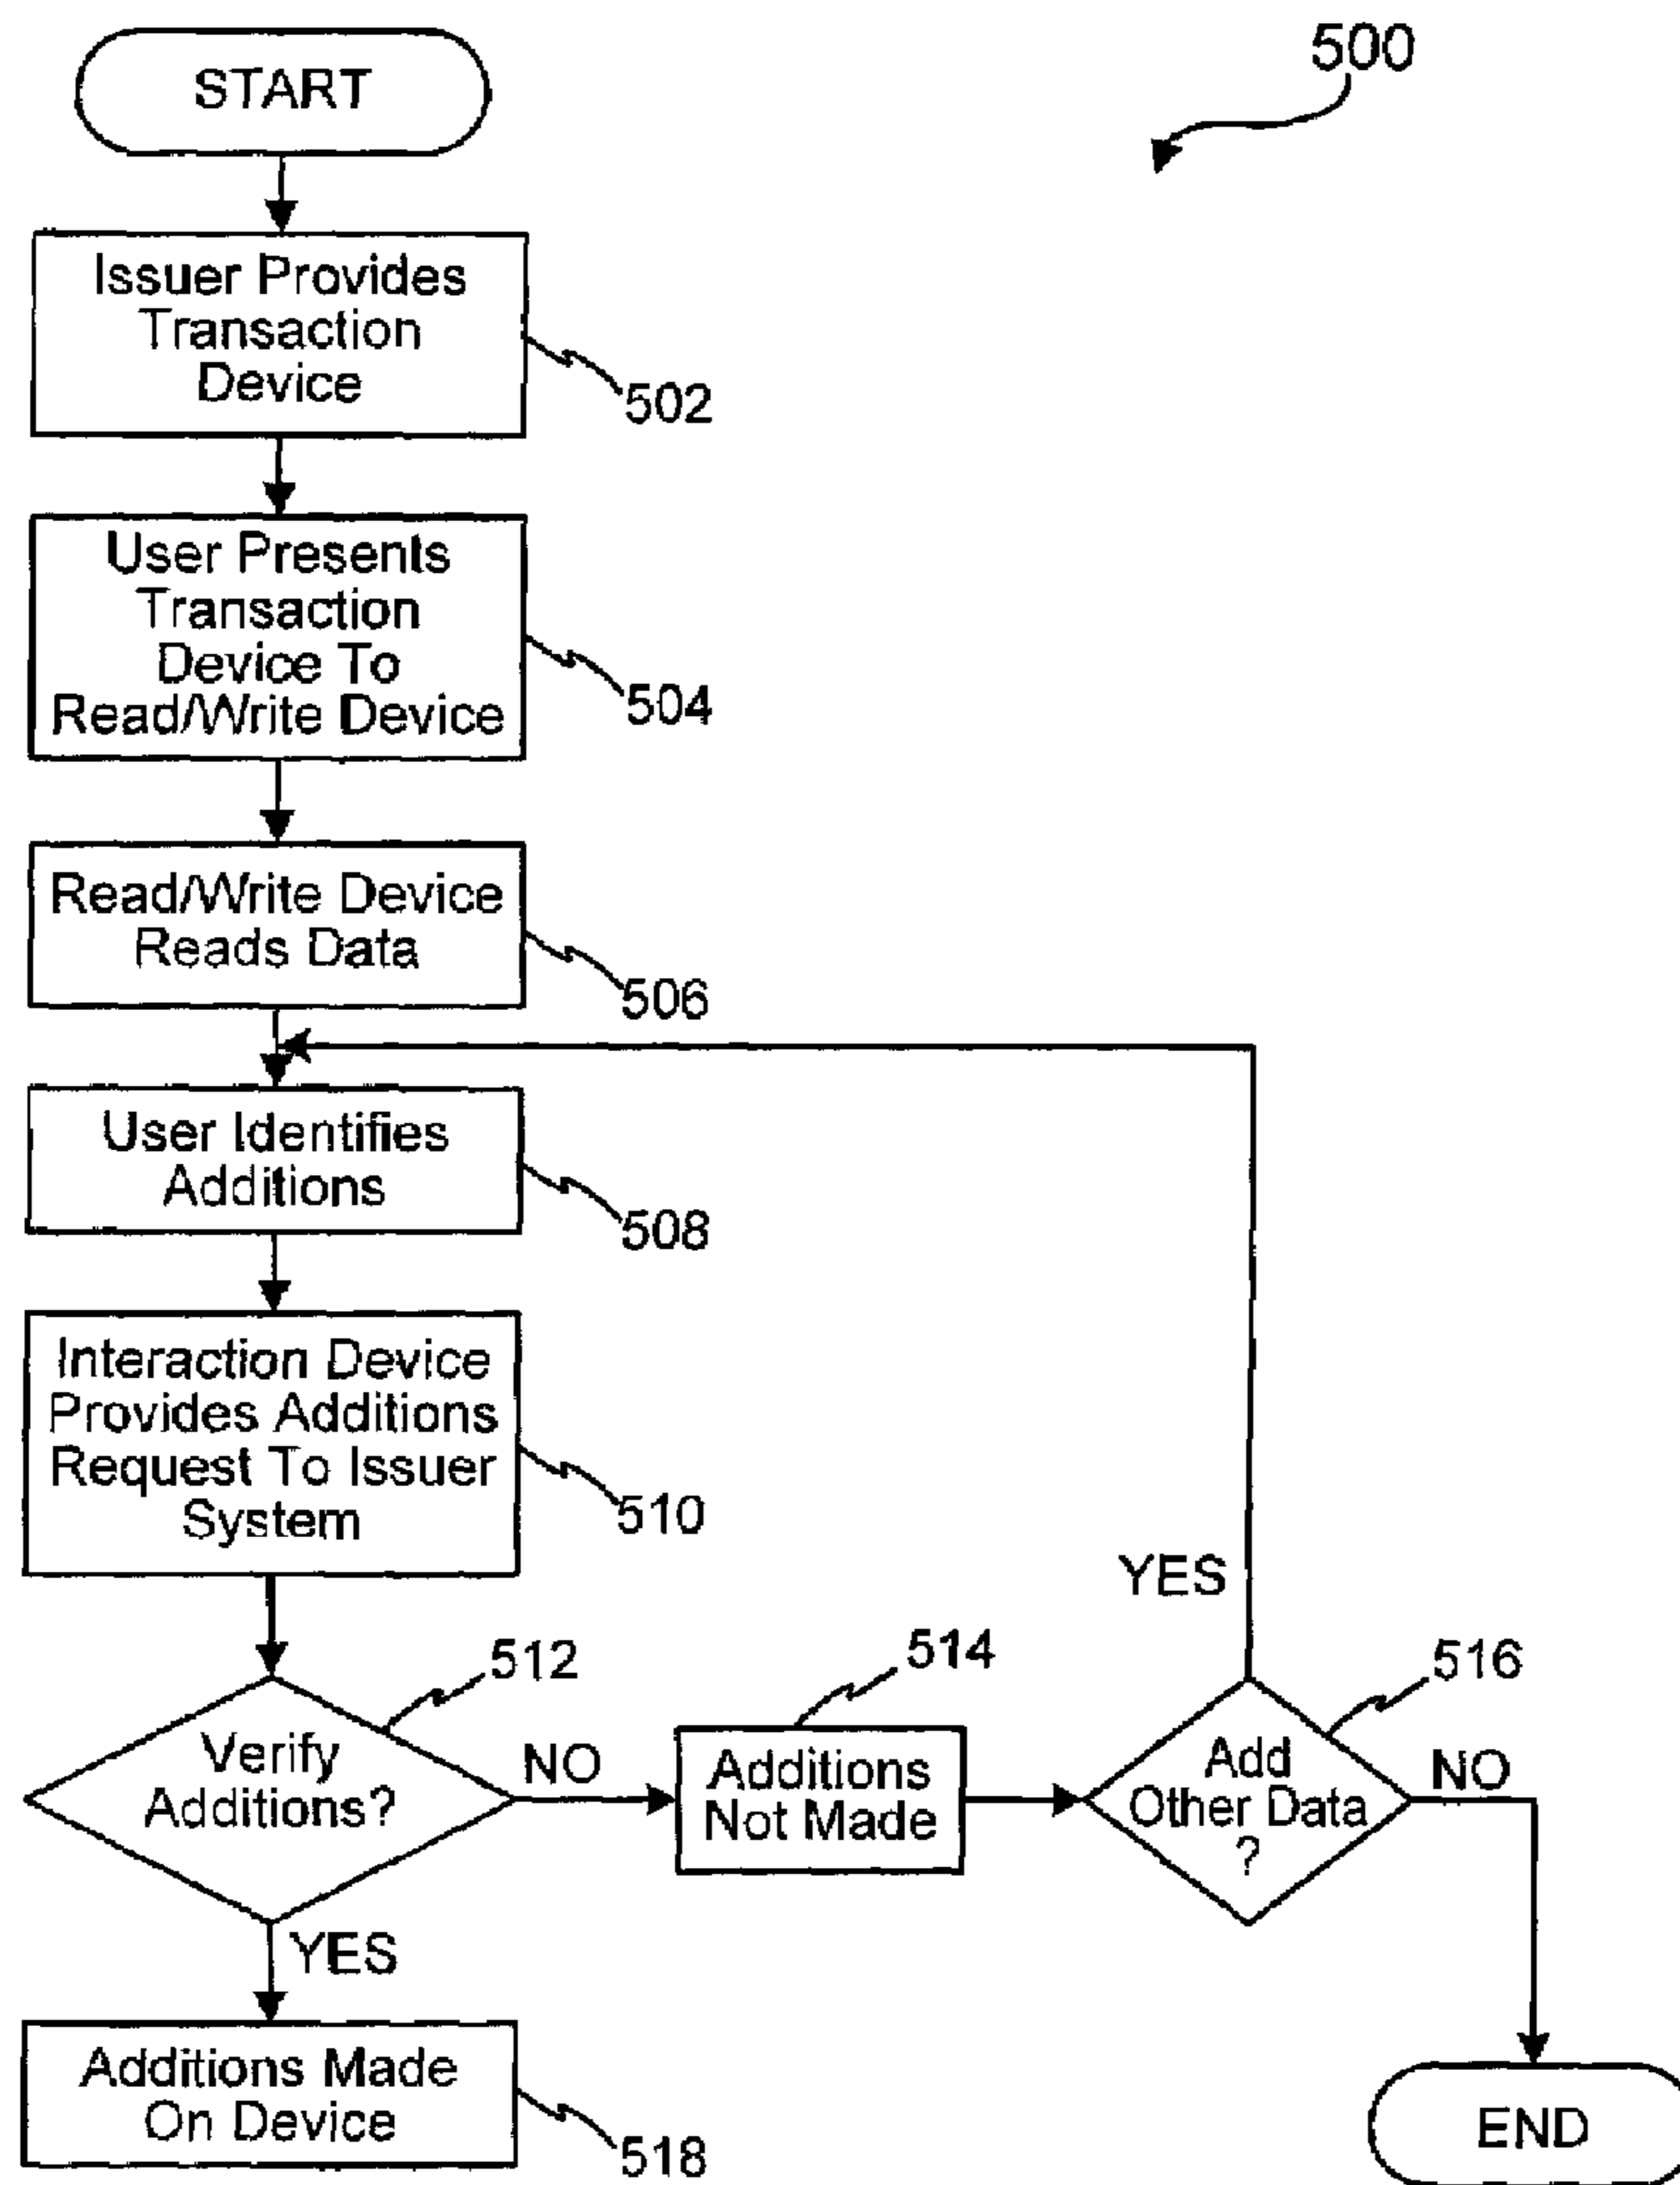 START
500
Issuer Provides
Transaction
Device
502
User Presents
Transaction
Device To
Read/Write Device
504
Read/Write Device
Reads Data
506
User Identifies
Additions
508
Interaction Device
Provides Additions
Request To Issuer
System
510
YES
512
514
516
Verify
Additions?
NO
Additions
Not Made
Add
Other Data
?
NO
YES
Additions Made
On Device
518
END